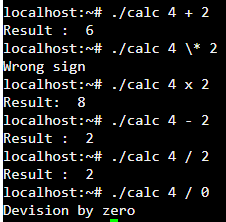 localhost:~# ./calc 4 + 2
Result :  6
localhost:~# ./calc 4 \* 2
Wrong sign
localhost:~# ./calc 4 x 2
Result:  8
localhost:~# ./calc 4 - 2
Result :  2
localhost:~# ./calc 4 / 2
Result :  2
localhost:~# ./calc 4 / 0
Devision by zero